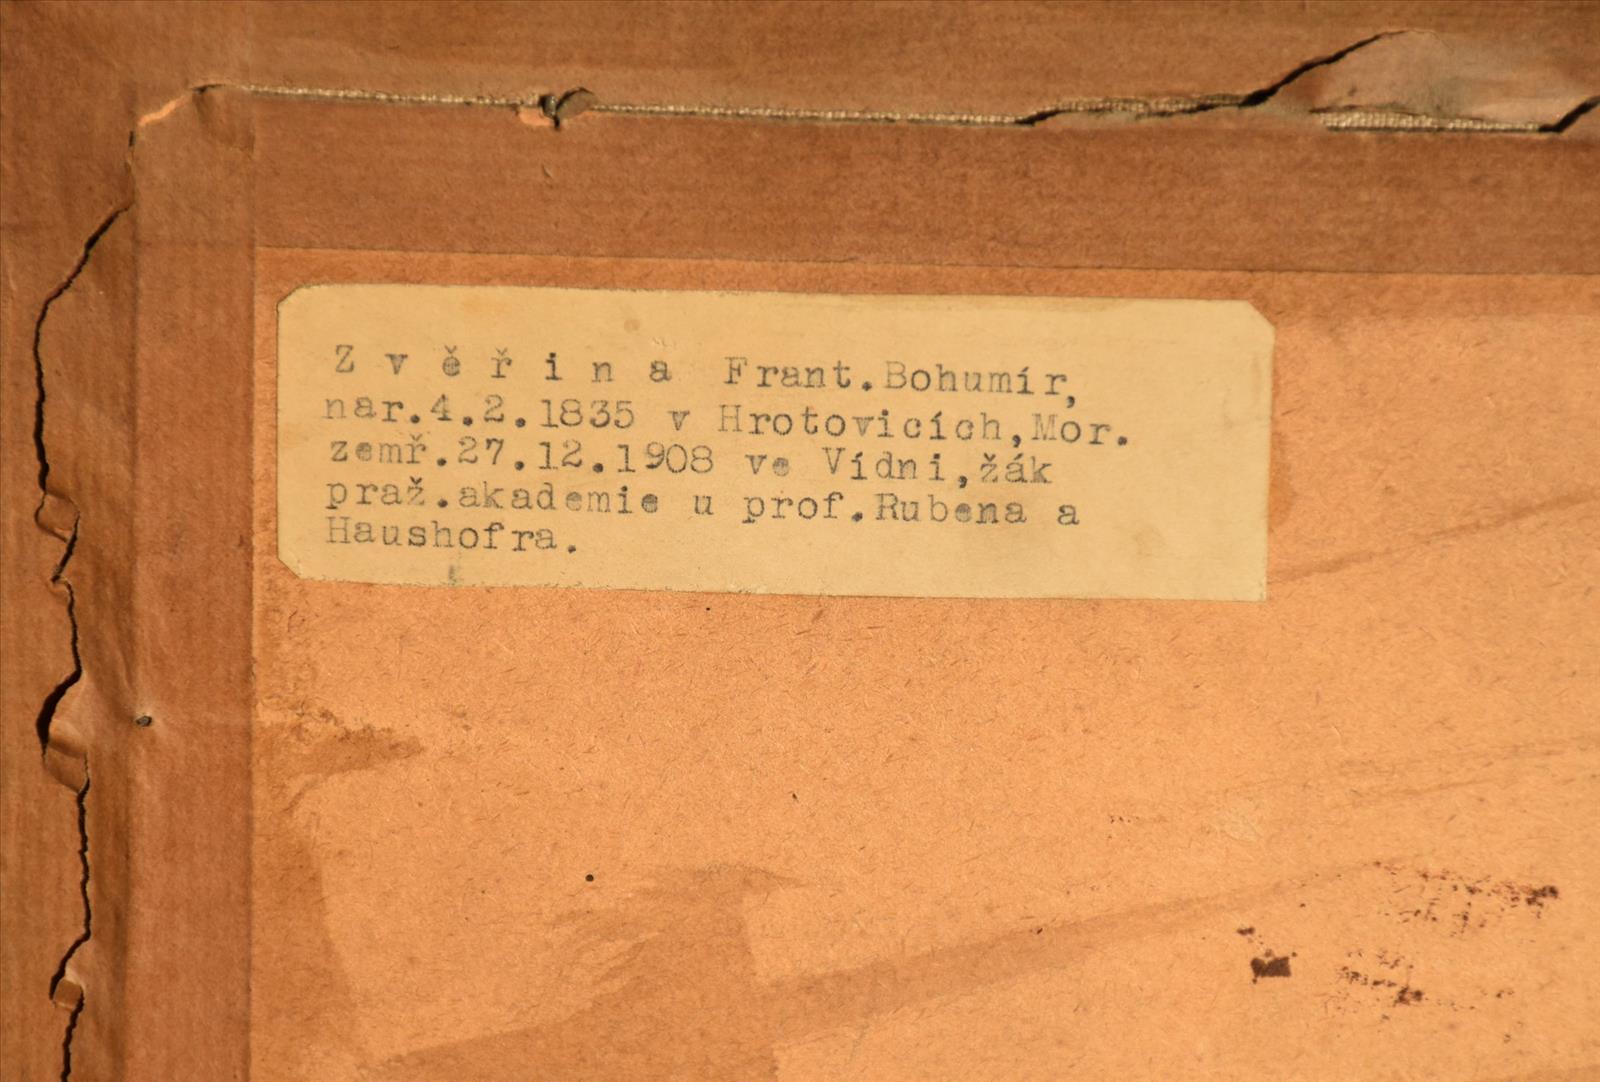 Z v ě ř i n a Frant.Bohumír,
nar.4.2.1835 v Hrotovicích,Mor.
zemř.27.12.1908 ve Vídni,žák
praž.akademie u prof.Rubena a
Haushofra.